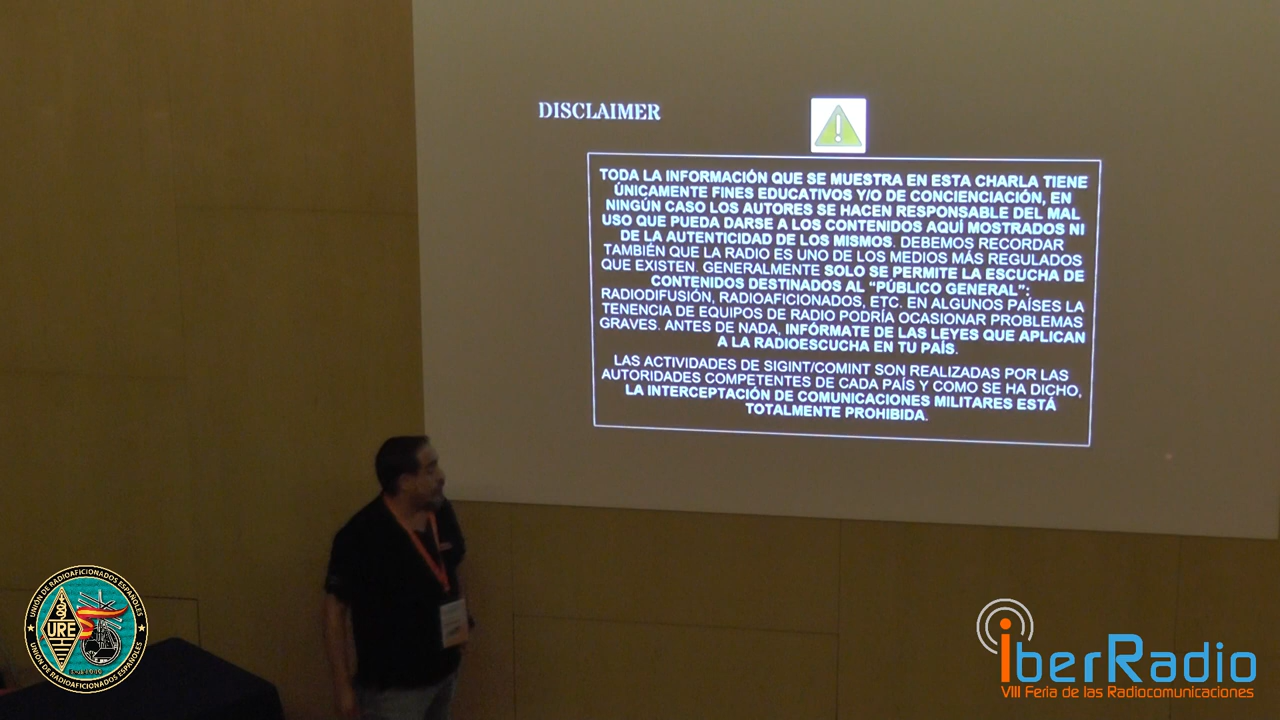 DISCLAIMER
TODA LA INFORMACIÓN QUE SE MUESTRA EN ESTA CHARLA TIENE
ÚNICAMENTE FINES EDUCATIVOS Y/O DE CONCIENCIACIÓN, EN
NINGÚN CASO LOS AUTORES SE HACEN RESPONSABLE DEL MAL
USO QUE PUEDA DARSE A LOS CONTENIDOS AQUÍ MOSTRADOS NI
DE LA AUTENTICIDAD DE LOS MISMOS. DEBEMOS RECORDAR
TAMBIÉN QUE LA RADIO ES UNO DE LOS MEDIOS MÁS REGULADOS
QUE EXISTEN. GENERALMENTE SOLO SE PERMITE LA ESCUCHA DE
CONTENIDOS DESTINADOS AL “PÚBLICO GENERAL”:
RADIODIFUSIÓN, RADIOAFICIONADOS, ETC. EN ALGUNOS PAÍSES LA
TENENCIA DE EQUIPOS DE RADIO PODRÍA OCASIONAR PROBLEMAS
GRAVES. ANTES DE NADA, INFÓRMATE DE LAS LEYES QUE APLICAN
A LA RADIOESCUCHA EN TU PAÍS.
LAS ACTIVIDADES DE SIGINT/COMINT SON REALIZADAS POR LAS
AUTORIDADES COMPETENTES DE CADA PAÍS Y COMO SE HA DICHO,
LA INTERCEPTACIÓN DE COMUNICACIONES MILITARES ESTÁ
TOTALMENTE PROHIBIDA.
UNIÓN DE RADIOAFICIONADOS ESPAÑOLES
URE
UNIÓN DE RADIOAFICIONADOS ESPAÑOLES
iberRadio
VIII Feria de las Radiocomunicaciones